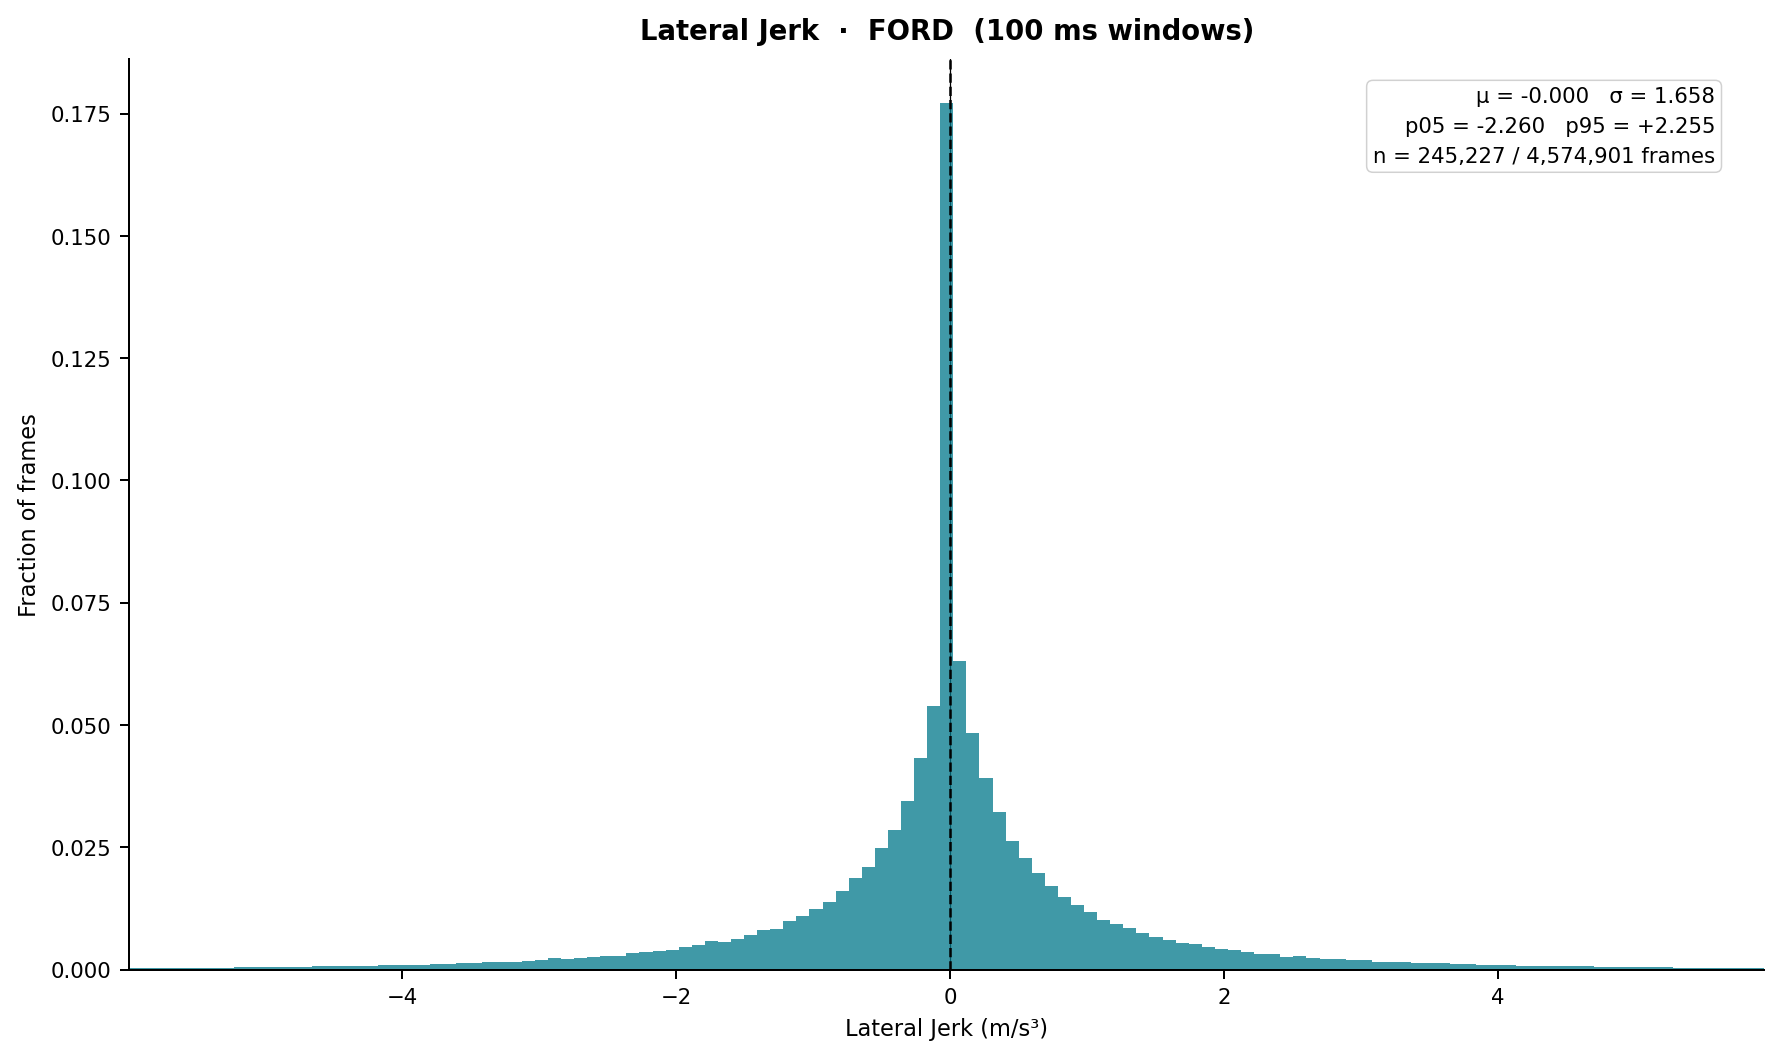 Lateral Jerk · FORD (100 ms windows)
μ = -0.000 σ = 1.658
p05 = -2.260 p95 = +2.255
n = 245,227 / 4,574,901 frames
Fraction of frames
0.175
0.150
0.125
0.100
0.075
0.050
0.025
0.000
−4 −2 0 2 4
Lateral Jerk (m/s³)